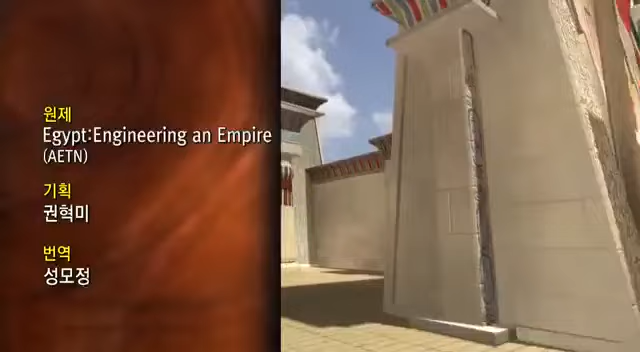 원제
Egypt:Engineering an Empire
(AETN)
기획
권혁미
번역
성모정